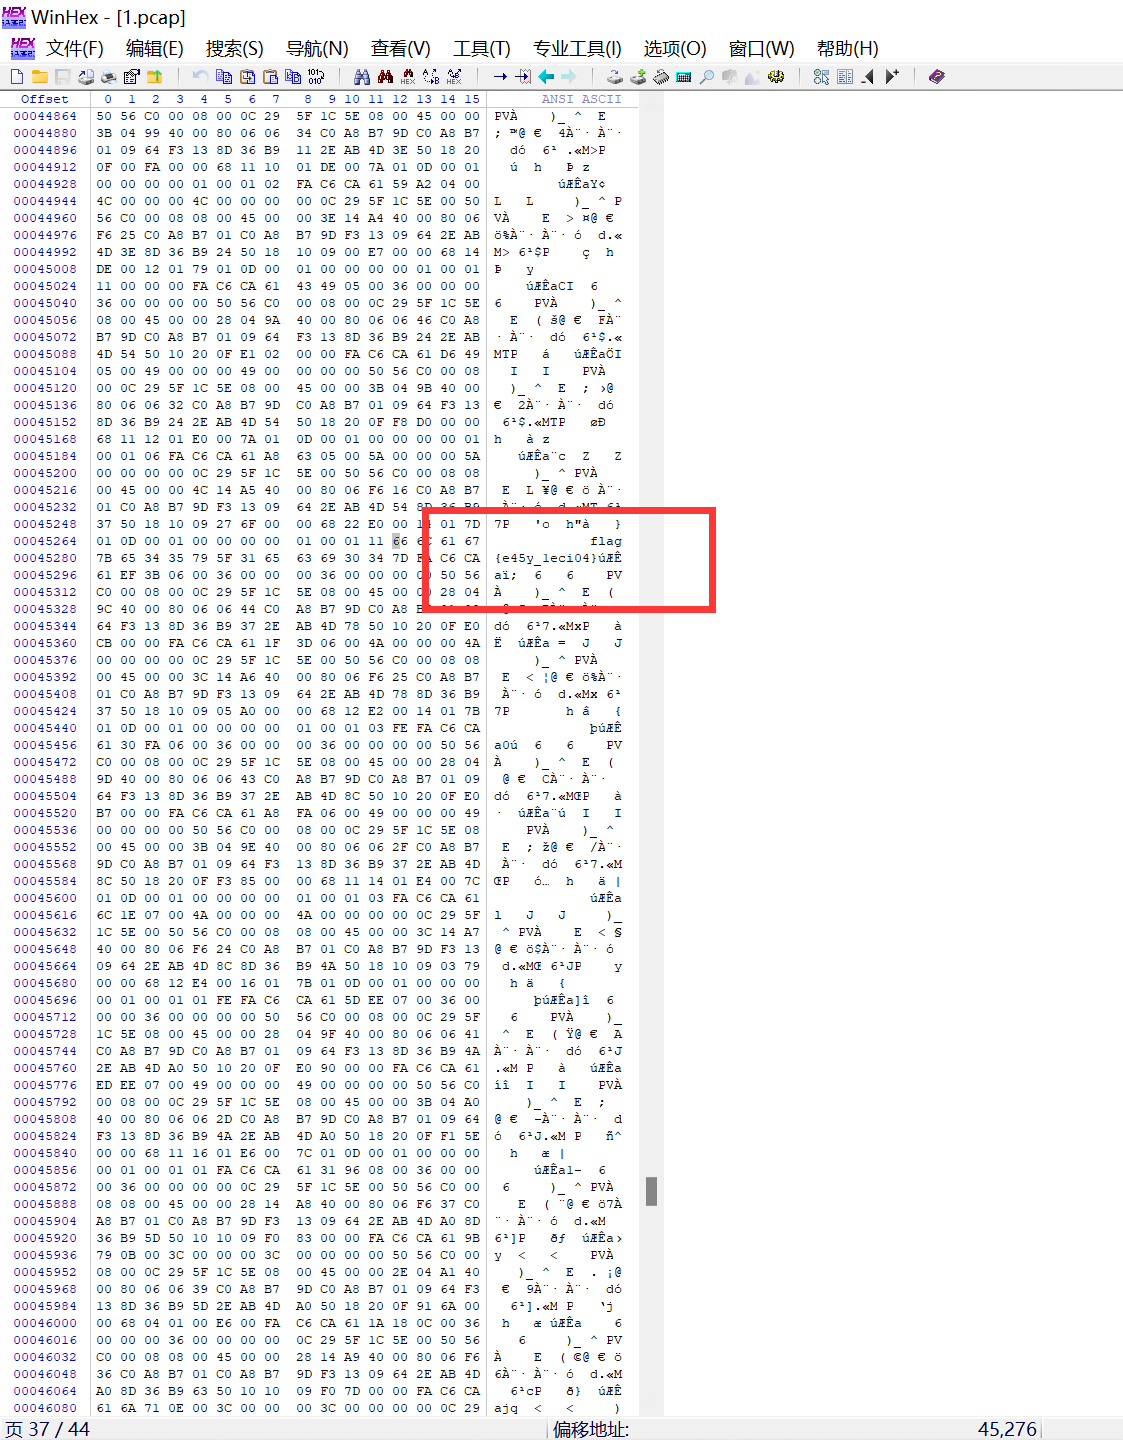 WinHex - [1.pcap]
文件(F) 编辑(E) 搜索(S) 导航(N) 查看(V) 工具(T) 专业工具(I) 选项(O) 窗口(W) 帮助(H)
Offset 0 1 2 3 4 5 6 7 8 9 10 11 12 13 14 15 ANSI ASCII
00044864 50 56 C0 00 08 00 0C 29 5F 1C 5E 08 00 45 00 00 PVÀ )_ ^ E
00044880 3B 04 99 40 00 80 06 06 34 C0 A8 B7 9D C0 A8 B7 ; ™@ € 4À¨· À¨·
00044896 01 09 64 F3 13 8D 36 B9 11 2E AB 4D 3E 50 18 20 dó 6¹ .«M>P
00044912 0F 00 FA 00 00 68 11 10 01 DE 00 7A 01 0D 00 01 ú h Þ z
00044928 00 00 00 00 01 00 01 02 FA C6 CA 61 59 A2 04 00 úÆÊaY¢
00044944 4C 00 00 00 4C 00 00 00 00 0C 29 5F 1C 5E 00 50 L L )_ ^ P
00044960 56 C0 00 08 08 00 45 00 00 3E 14 A4 40 00 80 06 VÀ E > ¤@ €
00044976 F6 25 C0 A8 B7 01 C0 A8 B7 9D F3 13 09 64 2E AB ö%À¨· À¨· ó d.«
00044992 4D 3E 8D 36 B9 24 50 18 10 09 00 E7 00 00 68 14 M> 6¹$P ç h
00045008 DE 00 12 01 79 01 0D 00 01 00 00 00 00 01 00 01 Þ y
00045024 11 00 00 00 FA C6 CA 61 43 49 05 00 36 00 00 00 úÆÊaCI 6
00045040 36 00 00 00 00 50 56 C0 00 08 00 0C 29 5F 1C 5E 6 PVÀ )_ ^
00045056 08 00 45 00 00 28 04 9A 40 00 80 06 06 46 C0 A8 E ( š@ € FÀ¨
00045072 B7 9D C0 A8 B7 01 09 64 F3 13 8D 36 B9 24 2E AB · À¨· dó 6¹$.«
00045088 4D 54 50 10 20 0F E1 02 00 00 FA C6 CA 61 D6 49 MTP á úÆÊaÖI
00045104 05 00 49 00 00 00 49 00 00 00 00 50 56 C0 00 08 I I PVÀ
00045120 00 0C 29 5F 1C 5E 08 00 45 00 00 3B 04 9B 40 00 )_ ^ E ; ›@
00045136 80 06 06 32 C0 A8 B7 9D C0 A8 B7 01 09 64 F3 13 € 2À¨· À¨· dó
00045152 8D 36 B9 24 2E AB 4D 54 50 18 20 0F F8 D0 00 00 6¹$.«MTP øÐ
00045168 68 11 12 01 E0 00 7A 01 0D 00 01 00 00 00 00 01 h à z
00045184 00 01 06 FA C6 CA 61 A8 63 05 00 5A 00 00 00 5A úÆÊa¨c Z Z
00045200 00 00 00 00 0C 29 5F 1C 5E 00 50 56 C0 00 08 08 )_ ^ PVÀ
00045216 00 45 00 00 4C 14 A5 40 00 80 06 F6 16 C0 A8 B7 E L ¥@ € ö À¨·
00045232 01 C0 A8 B7 9D F3 13 09 64 2E AB 4D 54 8D 36 B9 À¨· ó d.«MT 6¹
00045248 37 50 18 10 09 27 6F 00 00 68 22 E0 00 14 01 7D 7P 'o h"à }
00045264 01 0D 00 01 00 00 00 00 01 00 01 11 66 6C 61 67 flag
00045280 7B 65 34 35 79 5F 31 65 63 69 30 34 7D FA C6 CA {e45y_1eci04}úÆÊ
00045296 61 EF 3B 06 00 36 00 00 00 36 00 00 00 00 50 56 aï; 6 6 PV
00045312 C0 00 08 00 0C 29 5F 1C 5E 08 00 45 00 00 28 04 À )_ ^ E (
00045328 9C 40 00 80 06 06 44 C0 A8 B7 9D C0 A8
00045344 64 F3 13 8D 36 B9 37 2E AB 4D 78 50 10 20 0F E0 dó 6¹7.«MxP à
00045360 CB 00 00 FA C6 CA 61 1F 3D 06 00 4A 00 00 00 4A Ë úÆÊa = J J
00045376 00 00 00 00 0C 29 5F 1C 5E 00 50 56 C0 00 08 08 )_ ^ PVÀ
00045392 00 45 00 00 3C 14 A6 40 00 80 06 F6 25 C0 A8 B7 E < ¦@ € ö%À¨·
00045408 01 C0 A8 B7 9D F3 13 09 64 2E AB 4D 78 8D 36 B9 À¨· ó d.«Mx 6¹
00045424 37 50 18 10 09 05 A0 00 00 68 12 E2 00 14 01 7B 7P h â {
00045440 01 0D 00 01 00 00 00 00 01 00 01 03 FE FA C6 CA þúÆÊ
00045456 61 30 FA 06 00 36 00 00 00 36 00 00 00 00 50 56 a0ú 6 6 PV
00045472 C0 00 08 00 0C 29 5F 1C 5E 08 00 45 00 00 28 04 À )_ ^ E (
00045488 9D 40 00 80 06 06 43 C0 A8 B7 9D C0 A8 B7 01 09 @ € CÀ¨· À¨·
00045504 64 F3 13 8D 36 B9 37 2E AB 4D 8C 50 10 20 0F E0 dó 6¹7.«MŒP à
00045520 B7 00 00 FA C6 CA 61 A8 FA 06 00 49 00 00 00 49 · úÆÊa¨ú I I
00045536 00 00 00 00 50 56 C0 00 08 00 0C 29 5F 1C 5E 08 PVÀ )_ ^
00045552 00 45 00 00 3B 04 9E 40 00 80 06 06 2F C0 A8 B7 E ; ž@ € /À¨·
00045568 9D C0 A8 B7 01 09 64 F3 13 8D 36 B9 37 2E AB 4D À¨· dó 6¹7.«M
00045584 8C 50 18 20 0F F3 85 00 00 68 11 14 01 E4 00 7C ŒP ó… h ä |
00045600 01 0D 00 01 00 00 00 00 01 00 01 03 FA C6 CA 61 úÆÊa
00045616 6C 1E 07 00 4A 00 00 00 4A 00 00 00 00 0C 29 5F l J J )_
00045632 1C 5E 00 50 56 C0 00 08 08 00 45 00 00 3C 14 A7 ^ PVÀ E < §
00045648 40 00 80 06 F6 24 C0 A8 B7 01 C0 A8 B7 9D F3 13 @ € ö$À¨· À¨· ó
00045664 09 64 2E AB 4D 8C 8D 36 B9 4A 50 18 10 09 03 79 d.«MŒ 6¹JP y
00045680 00 00 68 12 E4 00 16 01 7B 01 0D 00 01 00 00 00 h ä {
00045696 00 01 00 01 01 FE FA C6 CA 61 5D EE 07 00 36 00 þúÆÊa]î 6
00045712 00 00 36 00 00 00 00 50 56 C0 00 08 00 0C 29 5F 6 PVÀ )_
00045728 1C 5E 08 00 45 00 00 28 04 9F 40 00 80 06 06 41 ^ E ( Ÿ@ € A
00045744 C0 A8 B7 9D C0 A8 B7 01 09 64 F3 13 8D 36 B9 4A À¨· À¨· dó 6¹J
00045760 2E AB 4D A0 50 10 20 0F E0 90 00 00 FA C6 CA 61 .«M P à úÆÊa
00045776 ED EE 07 00 49 00 00 00 49 00 00 00 00 50 56 C0 íî I I PVÀ
00045792 00 08 00 0C 29 5F 1C 5E 08 00 45 00 00 3B 04 A0 )_ ^ E ;
00045808 40 00 80 06 06 2D C0 A8 B7 9D C0 A8 B7 01 09 64 @ € -À¨· À¨· d
00045824 F3 13 8D 36 B9 4A 2E AB 4D A0 50 18 20 0F F1 5E ó 6¹J.«M P ñ^
00045840 00 00 68 11 16 01 E6 00 7C 01 0D 00 01 00 00 00 h æ |
00045856 00 01 00 01 01 FA C6 CA 61 31 96 08 00 36 00 00 úÆÊa1– 6
00045872 00 36 00 00 00 00 0C 29 5F 1C 5E 00 50 56 C0 00 6 )_ ^ PVÀ
00045888 08 08 00 45 00 00 28 14 A8 40 00 80 06 F6 37 C0 E ( ¨@ € ö7À
00045904 A8 B7 01 C0 A8 B7 9D F3 13 09 64 2E AB 4D A0 8D ¨· À¨· ó d.«M
00045920 36 B9 5D 50 10 10 09 F0 83 00 00 FA C6 CA 61 9B 6¹]P ðƒ úÆÊa›
00045936 79 0B 00 3C 00 00 00 3C 00 00 00 00 50 56 C0 00 y < < PVÀ
00045952 08 00 0C 29 5F 1C 5E 08 00 45 00 00 2E 04 A1 40 )_ ^ E . ¡@
00045968 00 80 06 06 39 C0 A8 B7 9D C0 A8 B7 01 09 64 F3 € 9À¨· À¨· dó
00045984 13 8D 36 B9 5D 2E AB 4D A0 50 18 20 0F 91 6A 00 6¹].«M P ‘j
00046000 00 68 04 01 00 E6 00 FA C6 CA 61 1A 18 0C 00 36 h æ úÆÊa 6
00046016 00 00 00 36 00 00 00 00 0C 29 5F 1C 5E 00 50 56 6 )_ ^ PV
00046032 C0 00 08 08 00 45 00 00 28 14 A9 40 00 80 06 F6 À E ( ©@ € ö
00046048 36 C0 A8 B7 01 C0 A8 B7 9D F3 13 09 64 2E AB 4D 6À¨· À¨· ó d.«M
00046064 A0 8D 36 B9 63 50 10 10 09 F0 7D 00 00 FA C6 CA 6¹cP ð} úÆÊ
00046080 61 6A 71 0E 00 3C 00 00 00 3C 00 00 00 00 0C 29 ajq < < )
页 37 / 44 偏移地址: 45,276